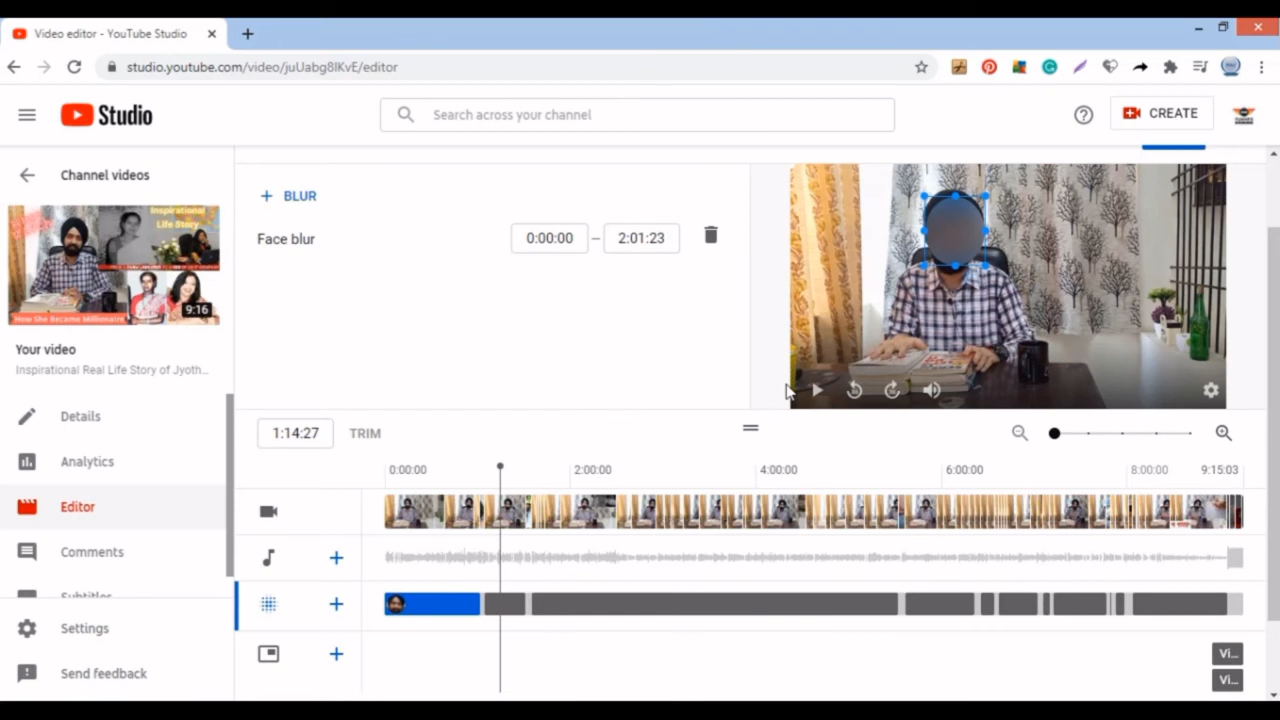 Video editor - YouTube Studio
studio.youtube.com/video/juUabg8lKvE/editor
Studio
Search across your channel
CREATE
Channel videos
Inspirational
Life Story
How She Became Millionaire
9:16
Your video
Inspirational Real Life Story of Jyoth...
Details
Analytics
Editor
Comments
Subtitles
Settings
Send feedback
+ BLUR
Face blur
0:00:00 – 2:01:23
1:14:27
TRIM
0:00:00
2:00:00
4:00:00
6:00:00
8:00:00
9:15:03
Vi...
Vi...